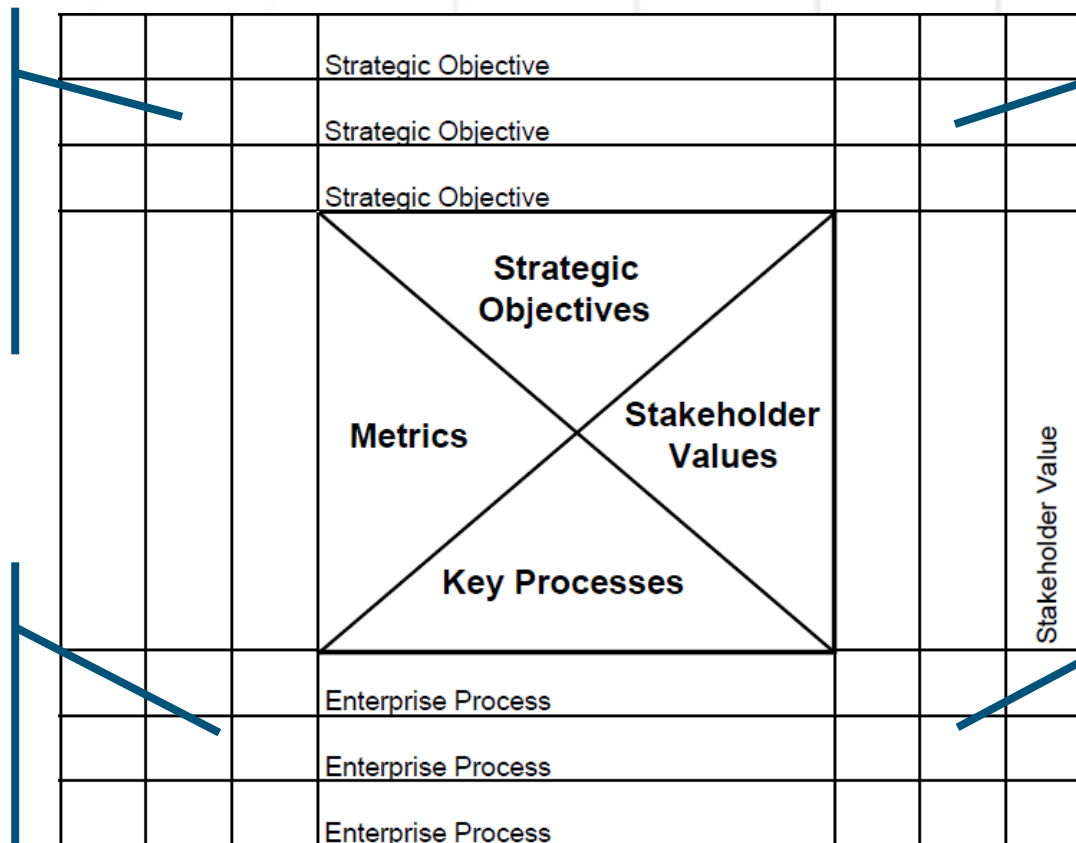 Strategic Objective
Strategic Objective
Strategic Objective
Strategic
Objectives
Metrics
Stakeholder
Values
Stakeholder Value
Key Processes
Enterprise Process
Enterprise Process
Enterprise Process